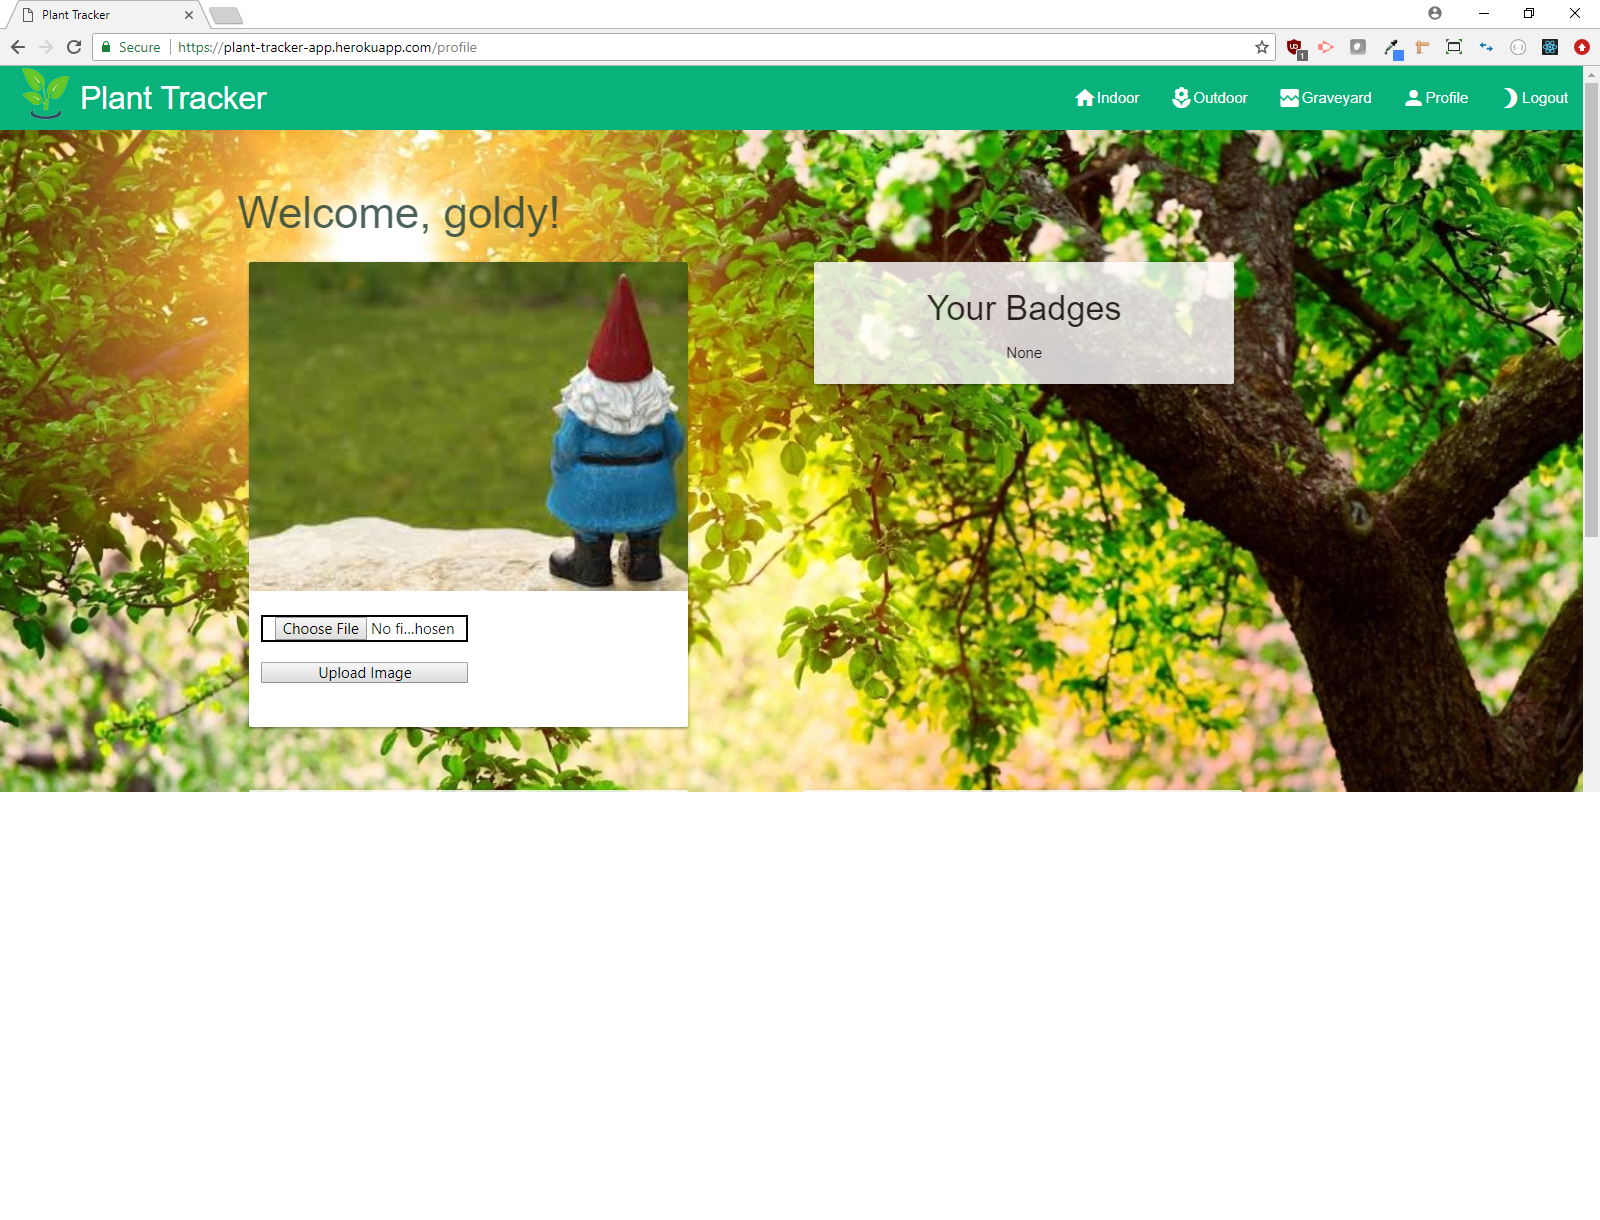 Plant Tracker
Secure https://plant-tracker-app.herokuapp.com/profile
Plant Tracker
Indoor Outdoor Graveyard Profile Logout
Welcome, goldy!
Your Badges
None
Choose File No fi...hosen
Upload Image